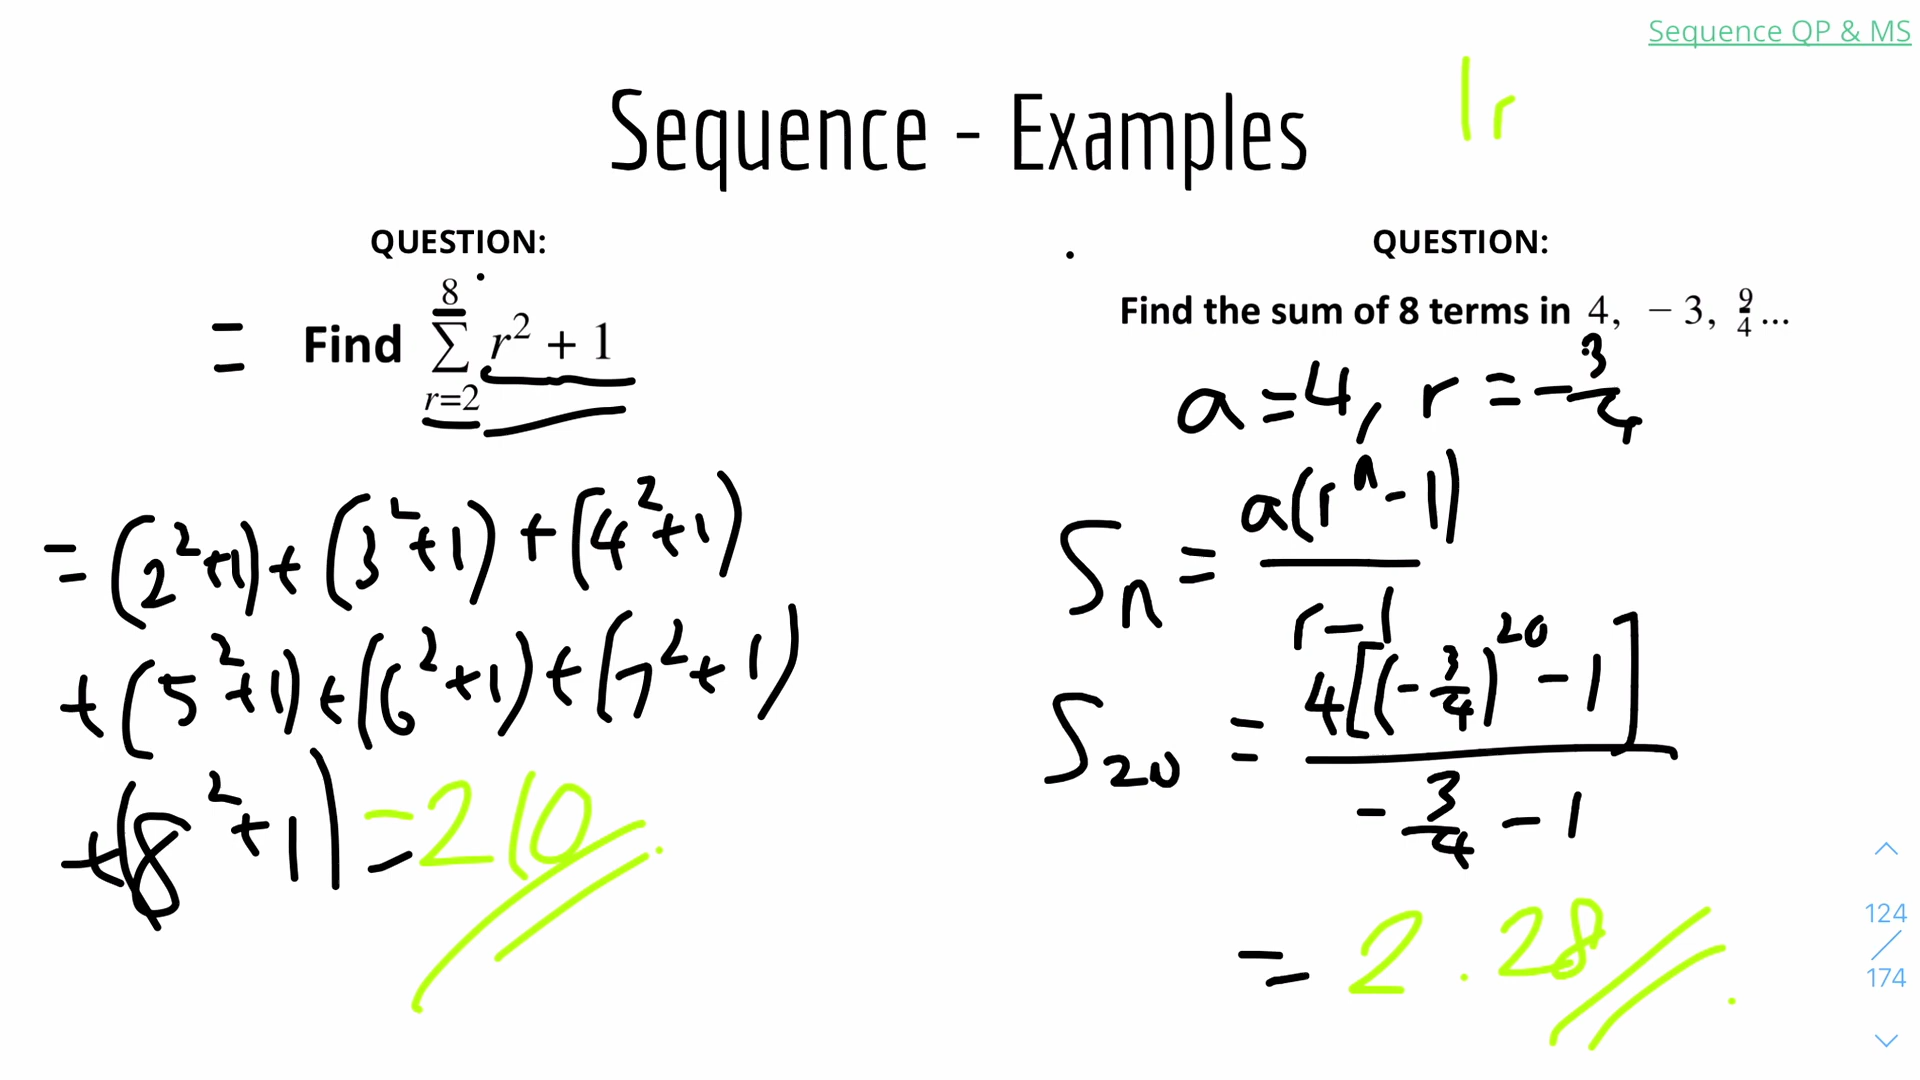 Sequence QP & MS
Sequence - Examples
|r
QUESTION:
= Find \sum_{r=2}^{8} r² + 1
= (2²+1) + (3²+1) + (4²+1)
+ (5²+1) + (6²+1) + (7²+1)
+ (8²+1) = 210
QUESTION:
Find the sum of 8 terms in 4, − 3, 9/4 ...
a = 4, r = -3/4
Sₙ = a(rⁿ - 1) / r - 1
S₂₀ = 4[(-3/4)²⁰ - 1] / -3/4 - 1
= 2.28
124
/
174